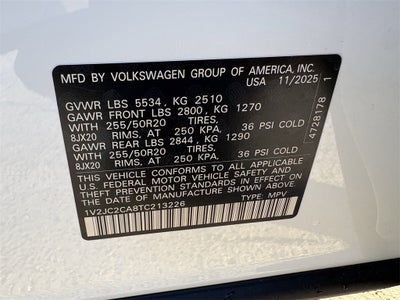 MFD BY VOLKSWAGEN GROUP OF AMERICA, INC.
USA 11/2025
GVWR LBS 5534, KG 2510
GAWR FRONT LBS 2800, KG 1270
WITH 255/50R20 TIRES,
8JX20 RIMS, AT 250 KPA, 36 PSI COLD
GAWR REAR LBS 2844, KG 1290
WITH 255/50R20 TIRES,
8JX20 RIMS, AT 250 KPA, 36 PSI COLD
THIS VEHICLE CONFORMS TO ALL APPLICABLE
FEDERAL MOTOR VEHICLE SAFETY AND
THEFT PREVENTION STANDARDS IN EFFECT ON THE
DATE OF MANUFACTURE SHOWN ABOVE.
1V2JC2CA8TC213226 TYPE: MPV
4728178 1